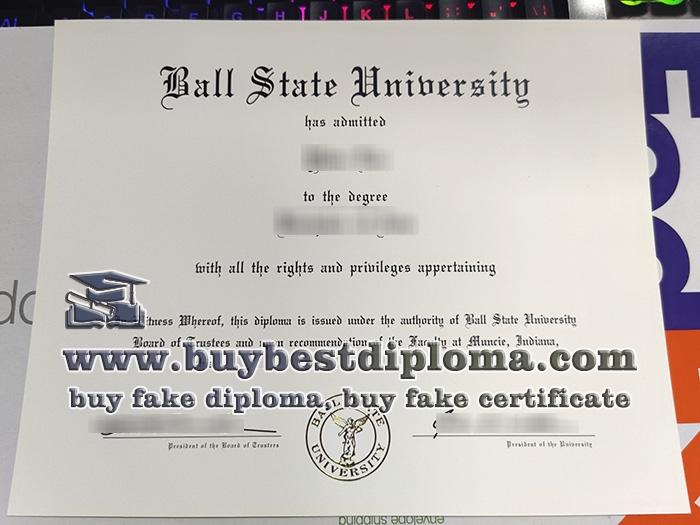 G H J K L
Ball State University
has admitted
to the degree
with all the rights and privileges appertaining
Witness Whereof, this diploma is issued under the authority of Ball State University
Board of Trustees and recommendation of the Faculty at Muncie, Indiana,
www.buybestdiploma.com
buy fake diploma, buy fake certificate
President of the Board of Trustees
President of the University
BALL STATE
UNIVERSITY
envelope shipping